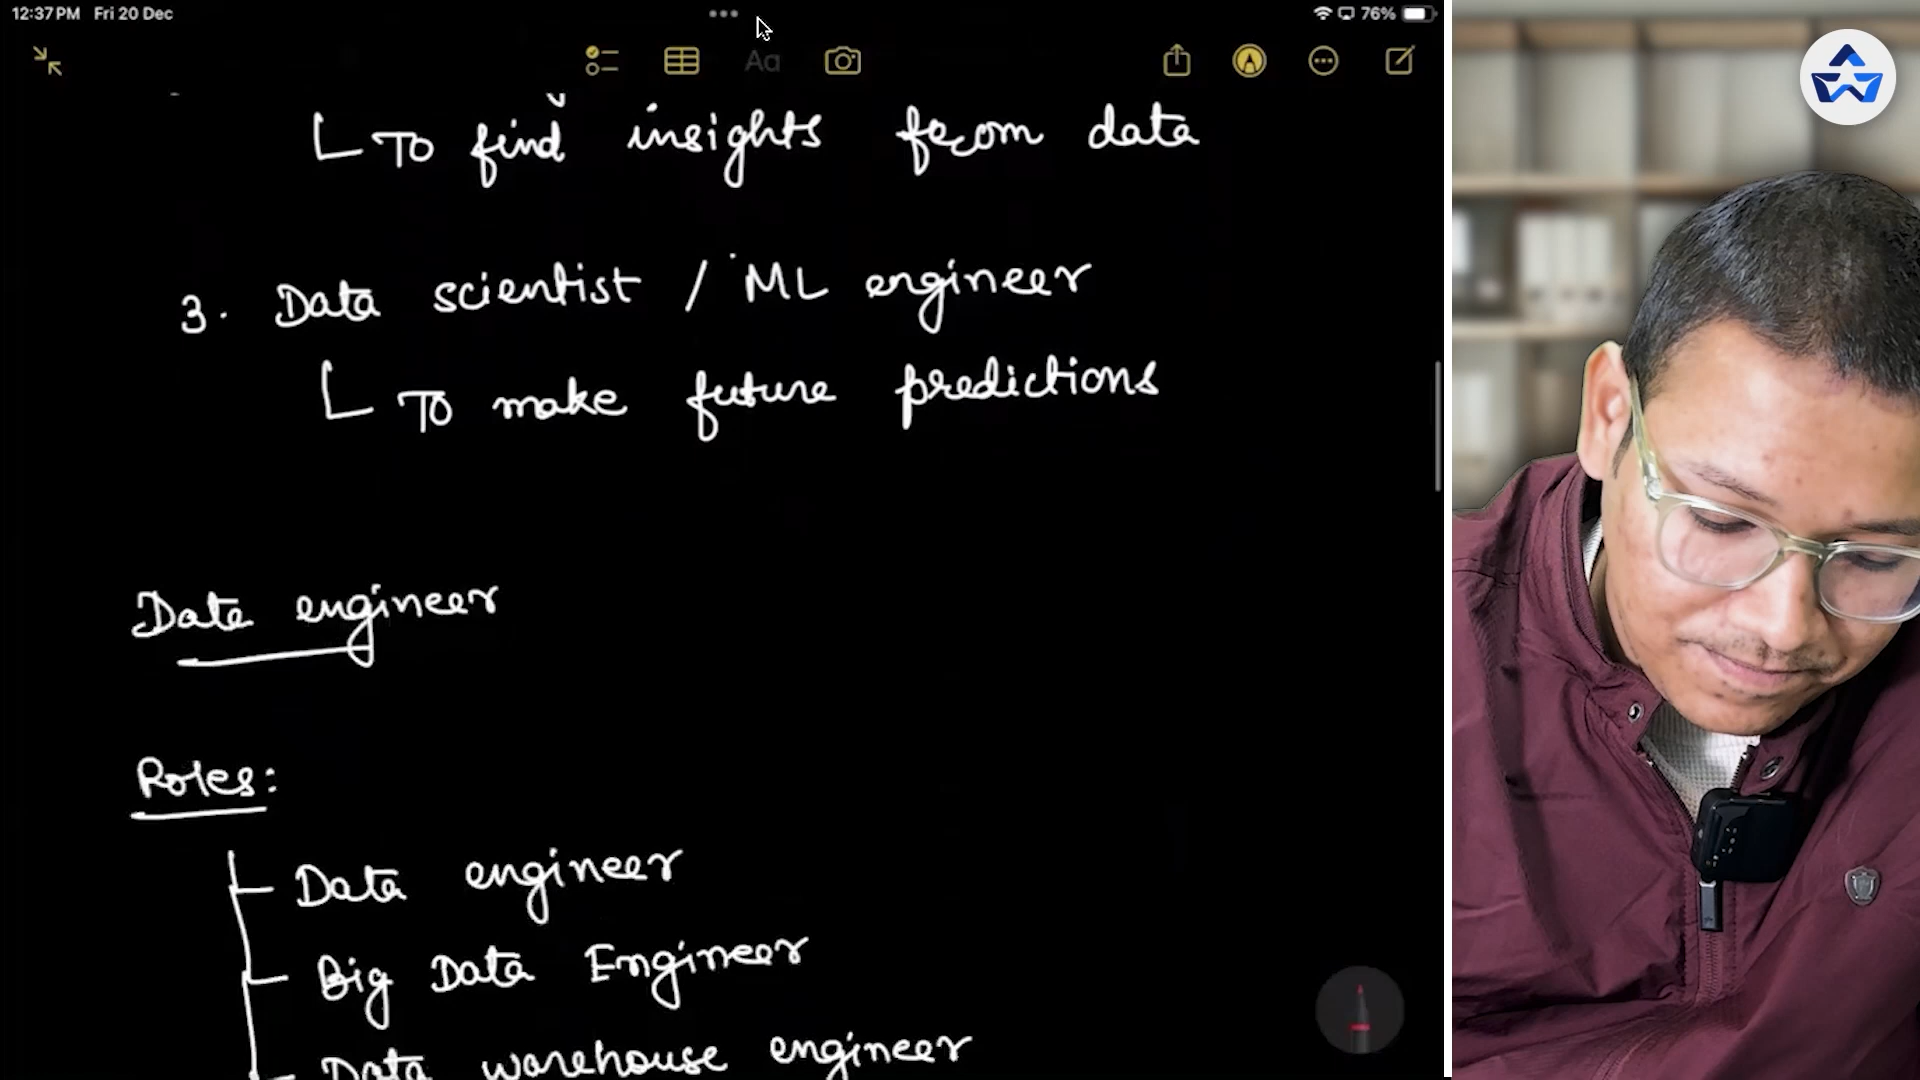 12:37 PM Fri 20 Dec
76%
Aa
To find insights from data
3. Data scientist / ML engineer
To make future predictions
Data engineer
Roles:
Data engineer
Big Data Engineer
Data warehouse engineer